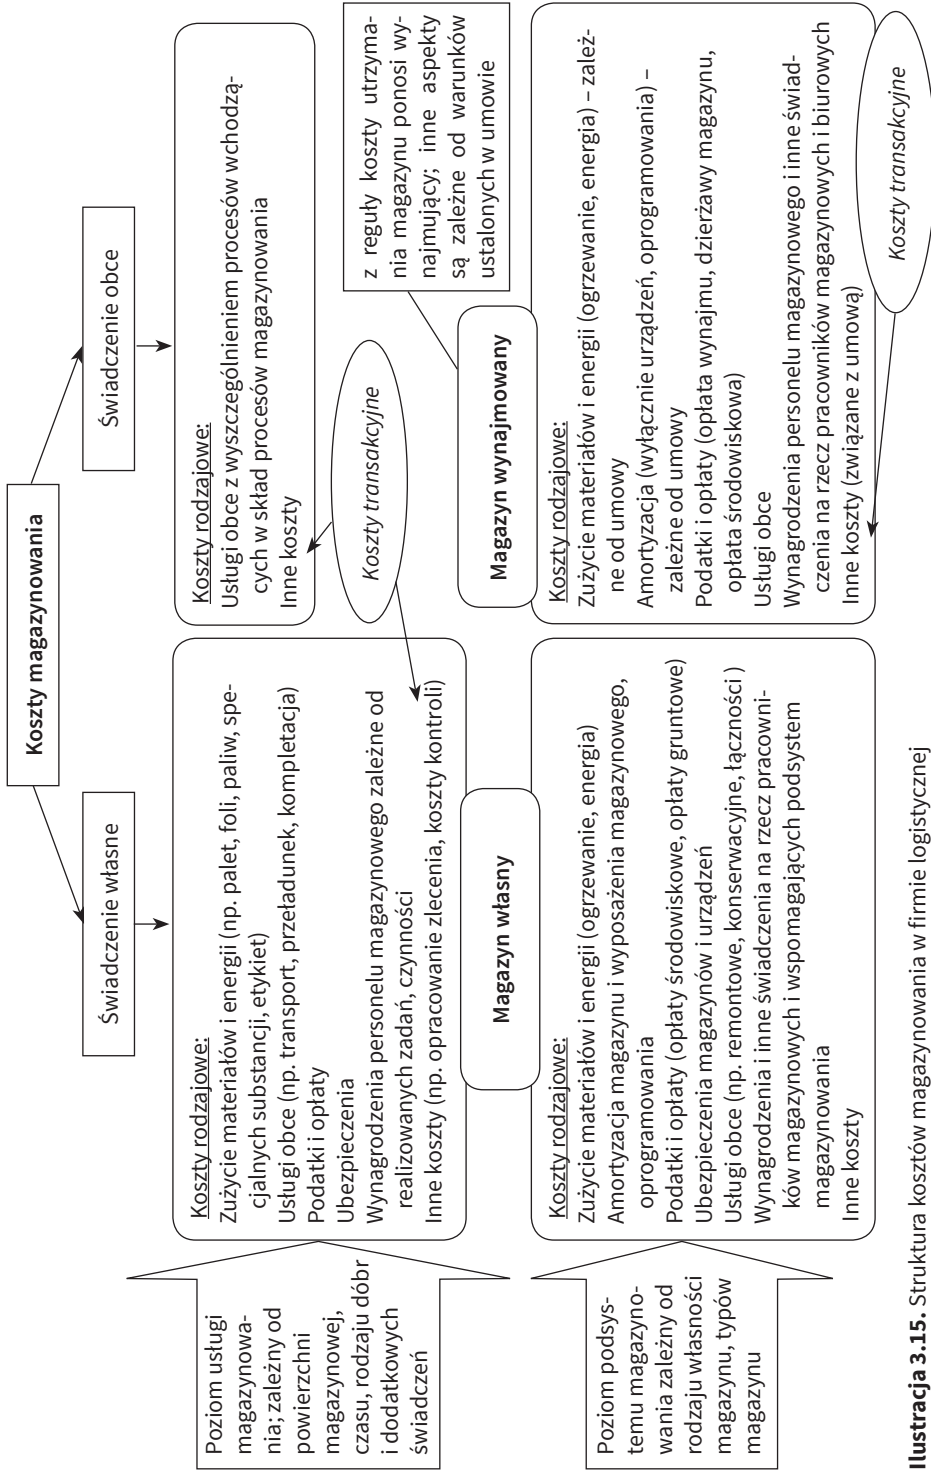 Koszty magazynowania
Świadczenie własne
Świadczenie obce
Poziom usługi
magazynowa-
nia; zależny od
powierzchni
magazynowej,
czasu, rodzaju dóbr
i dodatkowych
świadczeń
Koszty rodzajowe:
Zużycie materiałów i energii (np. palet, foli, paliw, spe-
cjalnych substancji, etykiet)
Usługi obce (np. transport, przeładunek, kompletacja)
Podatki i opłaty
Ubezpieczenia
Wynagrodzenia personelu magazynowego zależne od
realizowanych zadań, czynności
Inne koszty (np. opracowanie zlecenia, koszty kontroli)
Koszty rodzajowe:
Usługi obce z wyszczególnieniem procesów wchodzą-
cych w skład procesów magazynowania
Inne koszty
Koszty transakcyjne
z reguły koszty utrzyma-
nia magazynu ponosi wy-
najmujący; inne aspekty
są zależne od warunków
ustalonych w umowie
Magazyn własny
Magazyn wynajmowany
Poziom podsys-
temu magazyno-
wania zależny od
rodzaju własności
magazynu, typów
magazynu
Koszty rodzajowe:
Zużycie materiałów i energii (ogrzewanie, energia)
Amortyzacja magazynu i wyposażenia magazynowego,
oprogramowania
Podatki i opłaty (opłaty środowiskowe, opłaty gruntowe)
Ubezpieczenia magazynów i urządzeń
Usługi obce (np. remontowe, konserwacyjne, łączności )
Wynagrodzenia i inne świadczenia na rzecz pracowni-
ków magazynowych i wspomagających podsystem
magazynowania
Inne koszty
Koszty rodzajowe:
Zużycie materiałów i energii (ogrzewanie, energia) – zależ-
ne od umowy
Amortyzacja (wyłącznie urządzeń, oprogramowania) –
zależne od umowy
Podatki i opłaty (opłata wynajmu, dzierżawy magazynu,
opłata środowiskowa)
Usługi obce
Wynagrodzenia personelu magazynowego i inne świad-
czenia na rzecz pracowników magazynowych i biurowych
Inne koszty (związane z umową)
Koszty transakcyjne
Ilustracja 3.15. Struktura kosztów magazynowania w firmie logistycznej